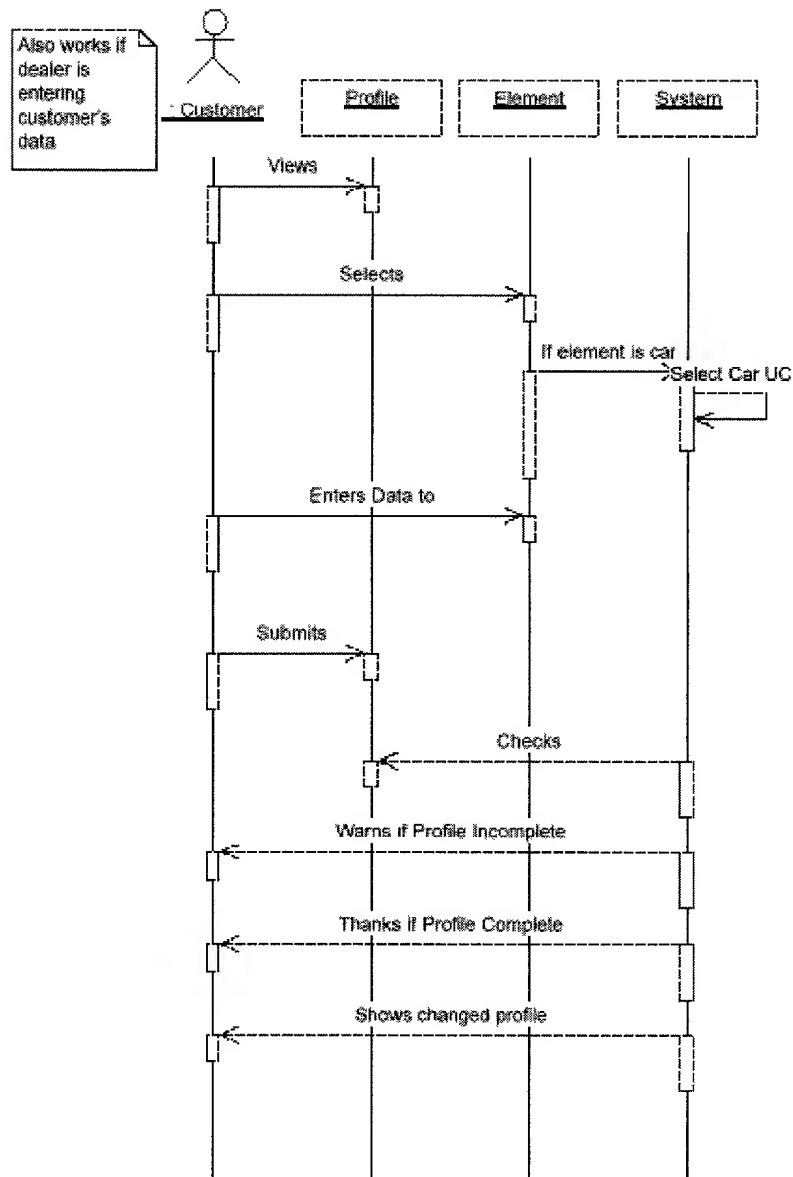 Also works if
dealer is
entering
customer's
data
: Customer
Profile
Element
System
Views
Selects
If element is car
Select Car UC
Enters Data to
Submits
Checks
Warns if Profile Incomplete
Thanks if Profile Complete
Shows changed profile